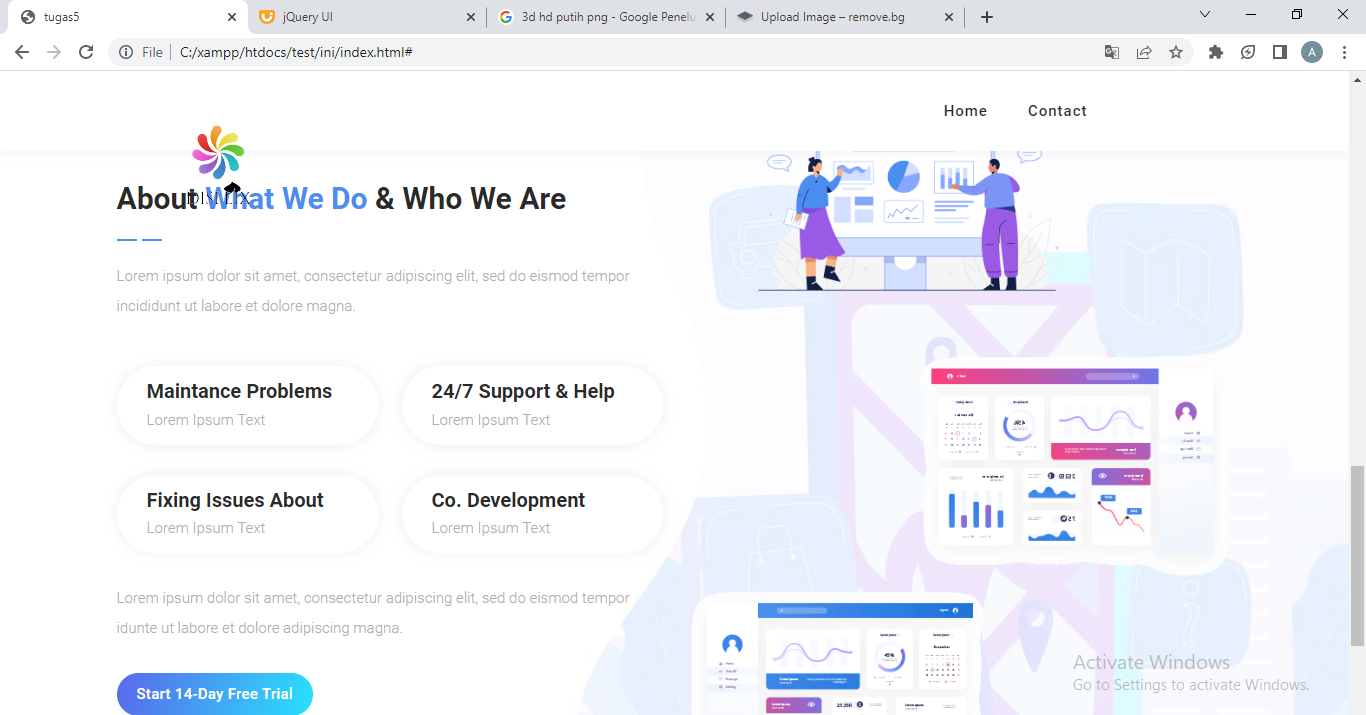 tugas5
jQuery UI
3d hd putih png - Google Penelu
Upload Image – remove.bg
File
C:/xampp/htdocs/test/ini/index.html#
A
Home
Contact
About What We Do & Who We Are
Lorem ipsum dolor sit amet, consectetur adipiscing elit, sed do eismod tempor
incididunt ut labore et dolore magna.
Maintance Problems
Lorem Ipsum Text
24/7 Support & Help
Lorem Ipsum Text
Fixing Issues About
Lorem Ipsum Text
Co. Development
Lorem Ipsum Text
Lorem ipsum dolor sit amet, consectetur adipiscing elit, sed do eismod tempor
idunte ut labore et dolore adipiscing magna.
45%
23.250
Start 14-Day Free Trial
Activate Windows
Go to Settings to activate Windows.